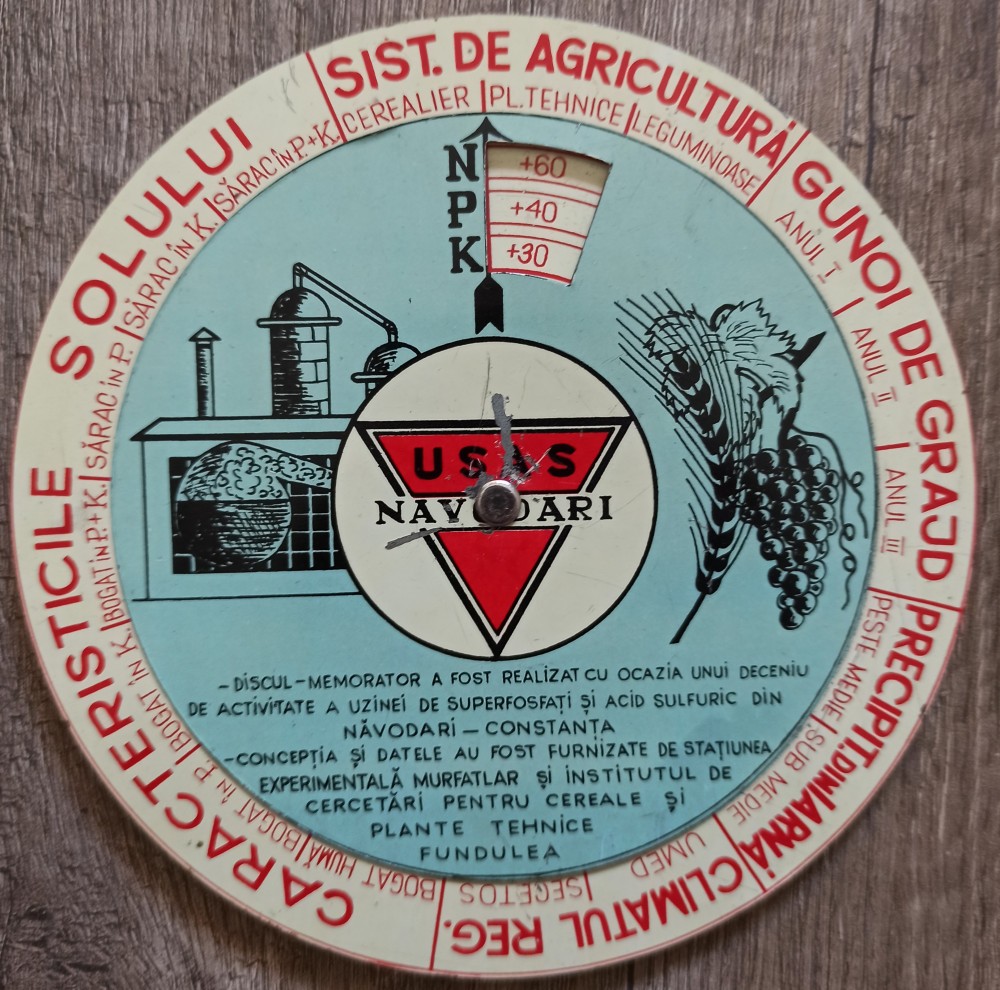 SIST. DE AGRICULTURĂ
CEREALIER
PL. TEHNICE
LEGUMINOASE
GUNOI DE GRAJD
ANUL I
ANUL II
ANUL III
PRECIPIT. DIN IARNĂ
PESTE MEDIE
SUB MEDIE
CLIMATUL REG.
UMED
SECETOS
CARACTERISTICILE SOLULUI
BOGAT HUMĂ
BOGAT ÎN P.
BOGAT ÎN K.
BOGAT ÎN P.+K.
SĂRAC ÎN P.
SĂRAC ÎN K.
SĂRAC ÎN P.+K.
N +60
P +40
K +30
USAS
NĂVODARI
-DISCUL-MEMORATOR A FOST REALIZAT CU OCAZIA UNUI DECENIU
DE ACTIVITATE A UZINEI DE SUPERFOSFAȚI ȘI ACID SULFURIC DIN
NĂVODARI - CONSTANȚA
-CONCEPȚIA ȘI DATELE AU FOST FURNIZATE DE STAȚIUNEA
EXPERIMENTALĂ MURFATLAR ȘI INSTITUTUL DE
CERCETĂRI PENTRU CEREALE ȘI
PLANTE TEHNICE
FUNDULEA